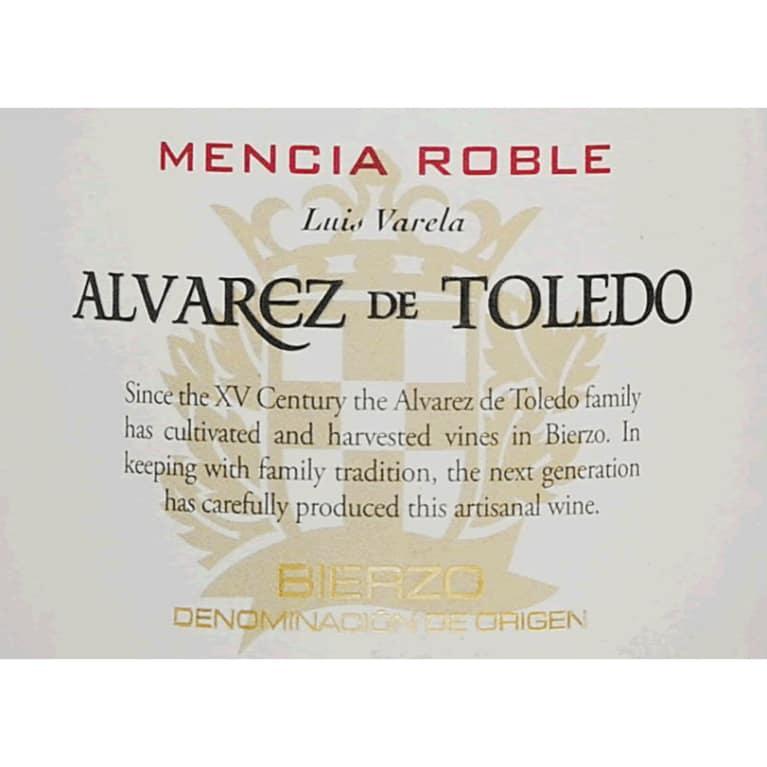 MENCIA ROBLE
Luis Varela
ALVAREZ DE TOLEDO
Since the XV Century the Alvarez de Toledo family
has cultivated and harvested vines in Bierzo. In
keeping with family tradition, the next generation
has carefully produced this artisanal wine.
BIERZO
DENOMINACIÓN DE ORIGEN